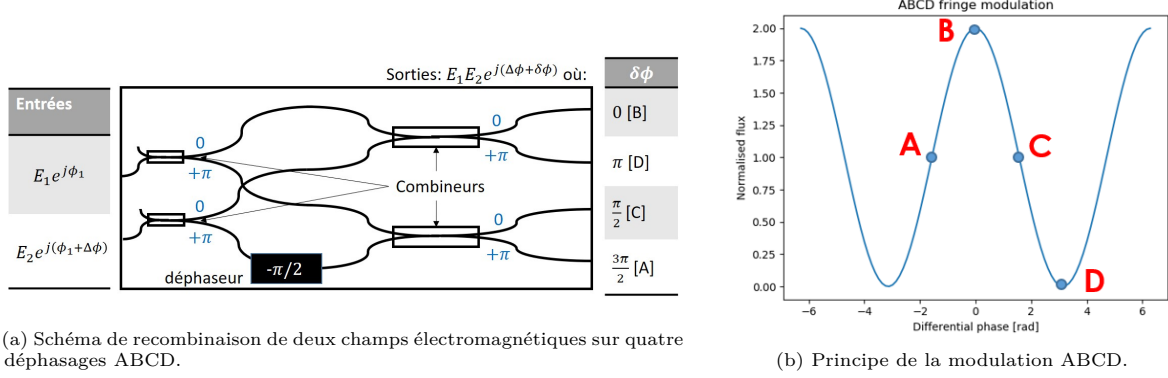 Entrées
E₁e^{jϕ₁}
E₂e^{j(ϕ₁+Δϕ)}
Sorties: E₁E₂e^{j(Δϕ+δϕ)} où:
0
+π
0
+π
déphaseur
-π/2
Combineurs
0
+π
0
+π
δϕ
0 [B]
π [D]
π/2 [C]
3π/2 [A]
(a) Schéma de recombinaison de deux champs électromagnétiques sur quatre
déphasages ABCD.
ABCD fringe modulation
Normalised flux
2.00
1.75
1.50
1.25
1.00
0.75
0.50
0.25
0.00
B
A
C
D
−6
−4
−2
0
2
4
6
Differential phase [rad]
(b) Principe de la modulation ABCD.